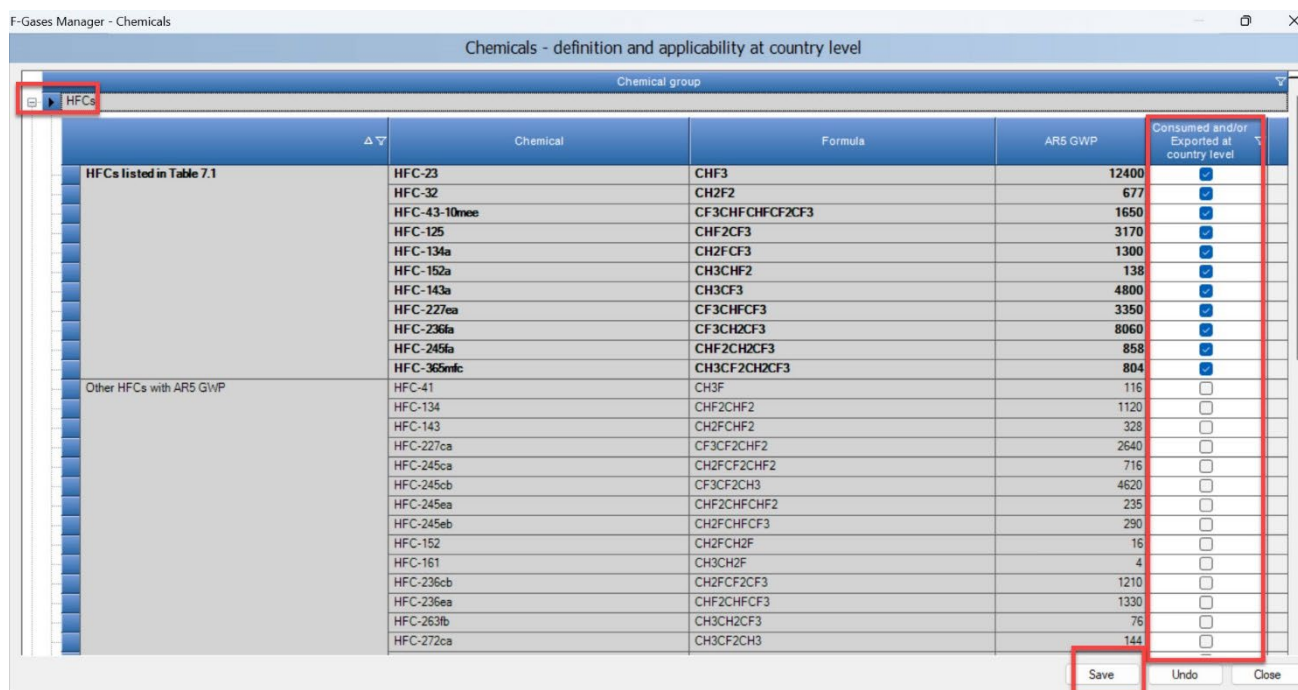 F-Gases Manager - Chemicals
Chemicals - definition and applicability at country level
Chemical group
HFCs
Chemical Formula AR5 GWP Consumed and/or Exported at country level
HFCs listed in Table 7.1 HFC-23 CHF3 12400
HFC-32 CH2F2 677
HFC-43-10mee CF3CHFCHFCF2CF3 1650
HFC-125 CHF2CF3 3170
HFC-134a CH2FCF3 1300
HFC-152a CH3CHF2 138
HFC-143a CH3CF3 4800
HFC-227ea CF3CHFCF3 3350
HFC-236fa CF3CH2CF3 8060
HFC-245fa CHF2CH2CF3 858
HFC-365mfc CH3CF2CH2CF3 804
Other HFCs with AR5 GWP HFC-41 CH3F 116
HFC-134 CHF2CHF2 1120
HFC-143 CH2FCHF2 328
HFC-227ca CF3CF2CHF2 2640
HFC-245ca CH2FCF2CHF2 716
HFC-245cb CF3CF2CH3 4620
HFC-245ea CHF2CHFCHF2 235
HFC-245eb CH2FCHFCF3 290
HFC-152 CH2FCH2F 16
HFC-161 CH3CH2F 4
HFC-236cb CH2FCF2CF3 1210
HFC-236ea CHF2CHFCF3 1330
HFC-263fb CH3CH2CF3 76
HFC-272ca CH3CF2CH3 144
Save Undo Close